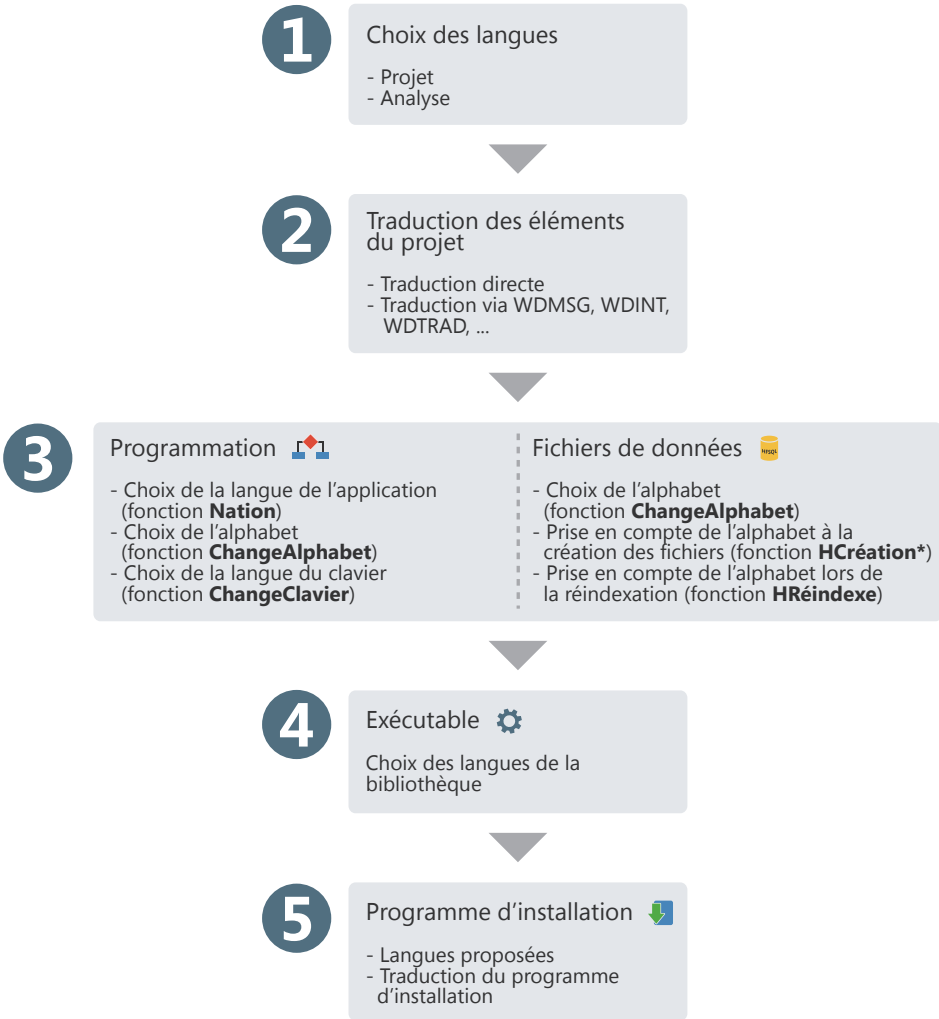 1
Choix des langues
- Projet
- Analyse
2
Traduction des éléments
du projet
- Traduction directe
- Traduction via WDMSG, WDINT,
WDTRAD, ...
3
Programmation
- Choix de la langue de l'application
(fonction Nation)
- Choix de l'alphabet
(fonction ChangeAlphabet)
- Choix de la langue du clavier
(fonction ChangeClavier)
Fichiers de données
HFSQL
- Choix de l'alphabet
(fonction ChangeAlphabet)
- Prise en compte de l'alphabet à la
création des fichiers (fonction HCréation*)
- Prise en compte de l'alphabet lors de
la réindexation (fonction HRéindexe)
4
Exécutable
Choix des langues de la
bibliothèque
5
Programme d'installation
- Langues proposées
- Traduction du programme
d'installation